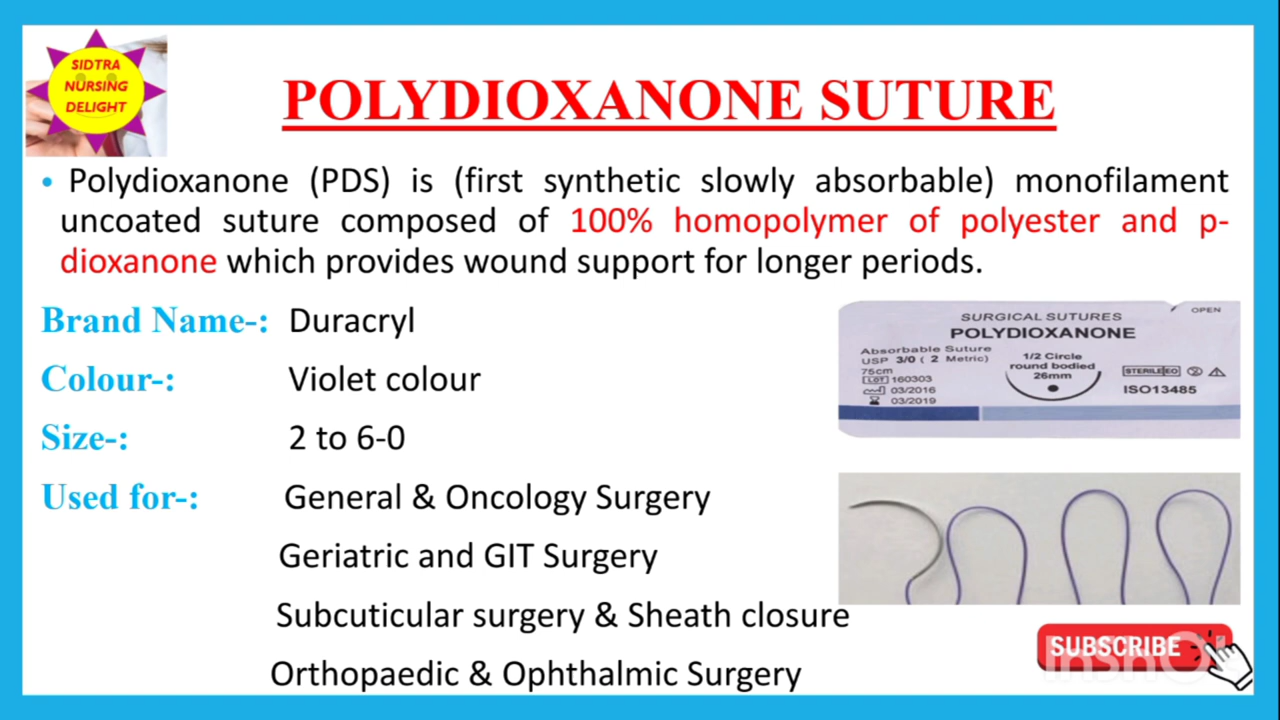 SIDTRA
NURSING
DELIGHT
POLYDIOXANONE SUTURE
• Polydioxanone (PDS) is (first synthetic slowly absorbable) monofilament
uncoated suture composed of 100% homopolymer of polyester and p-
dioxanone which provides wound support for longer periods.
Brand Name-: Duracryl
Colour-: Violet colour
Size-: 2 to 6-0
Used for-: General & Oncology Surgery
Geriatric and GIT Surgery
Subcuticular surgery & Sheath closure
Orthopaedic & Ophthalmic Surgery
OPEN
SURGICAL SUTURES
POLYDIOXANONE
Absorbable Suture
USP 3/0 ( 2 Metric)
75cm
LOT 160303
03/2016
03/2019
1/2 Circle
round bodied
26mm
STERILE EO 2
ISO13485
SUBSCRIBE
InShOt